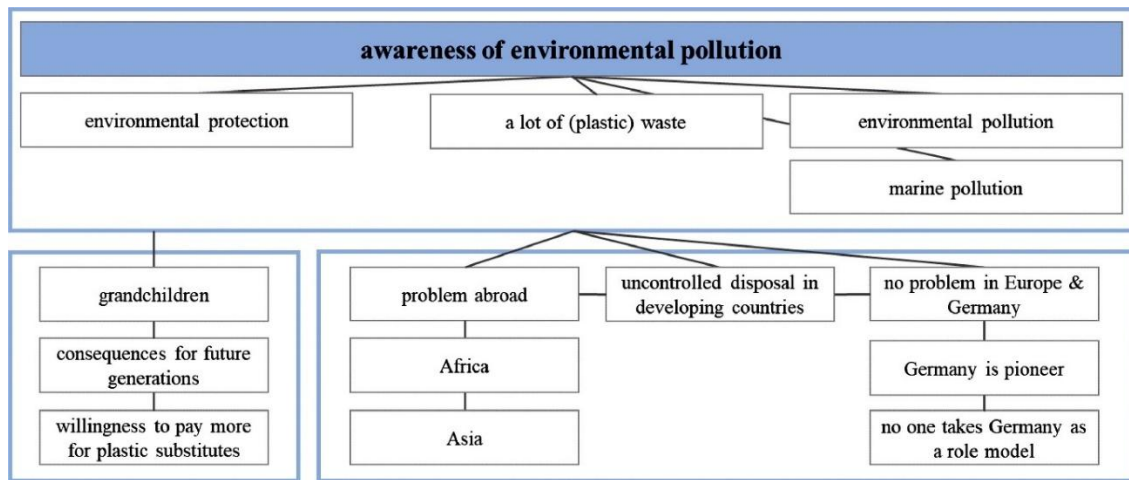 awareness of environmental pollution
environmental protection
a lot of (plastic) waste
environmental pollution
marine pollution
grandchildren
consequences for future
generations
willingness to pay more
for plastic substitutes
problem abroad
Africa
Asia
uncontrolled disposal in
developing countries
no problem in Europe &
Germany
Germany is pioneer
no one takes Germany as
a role model